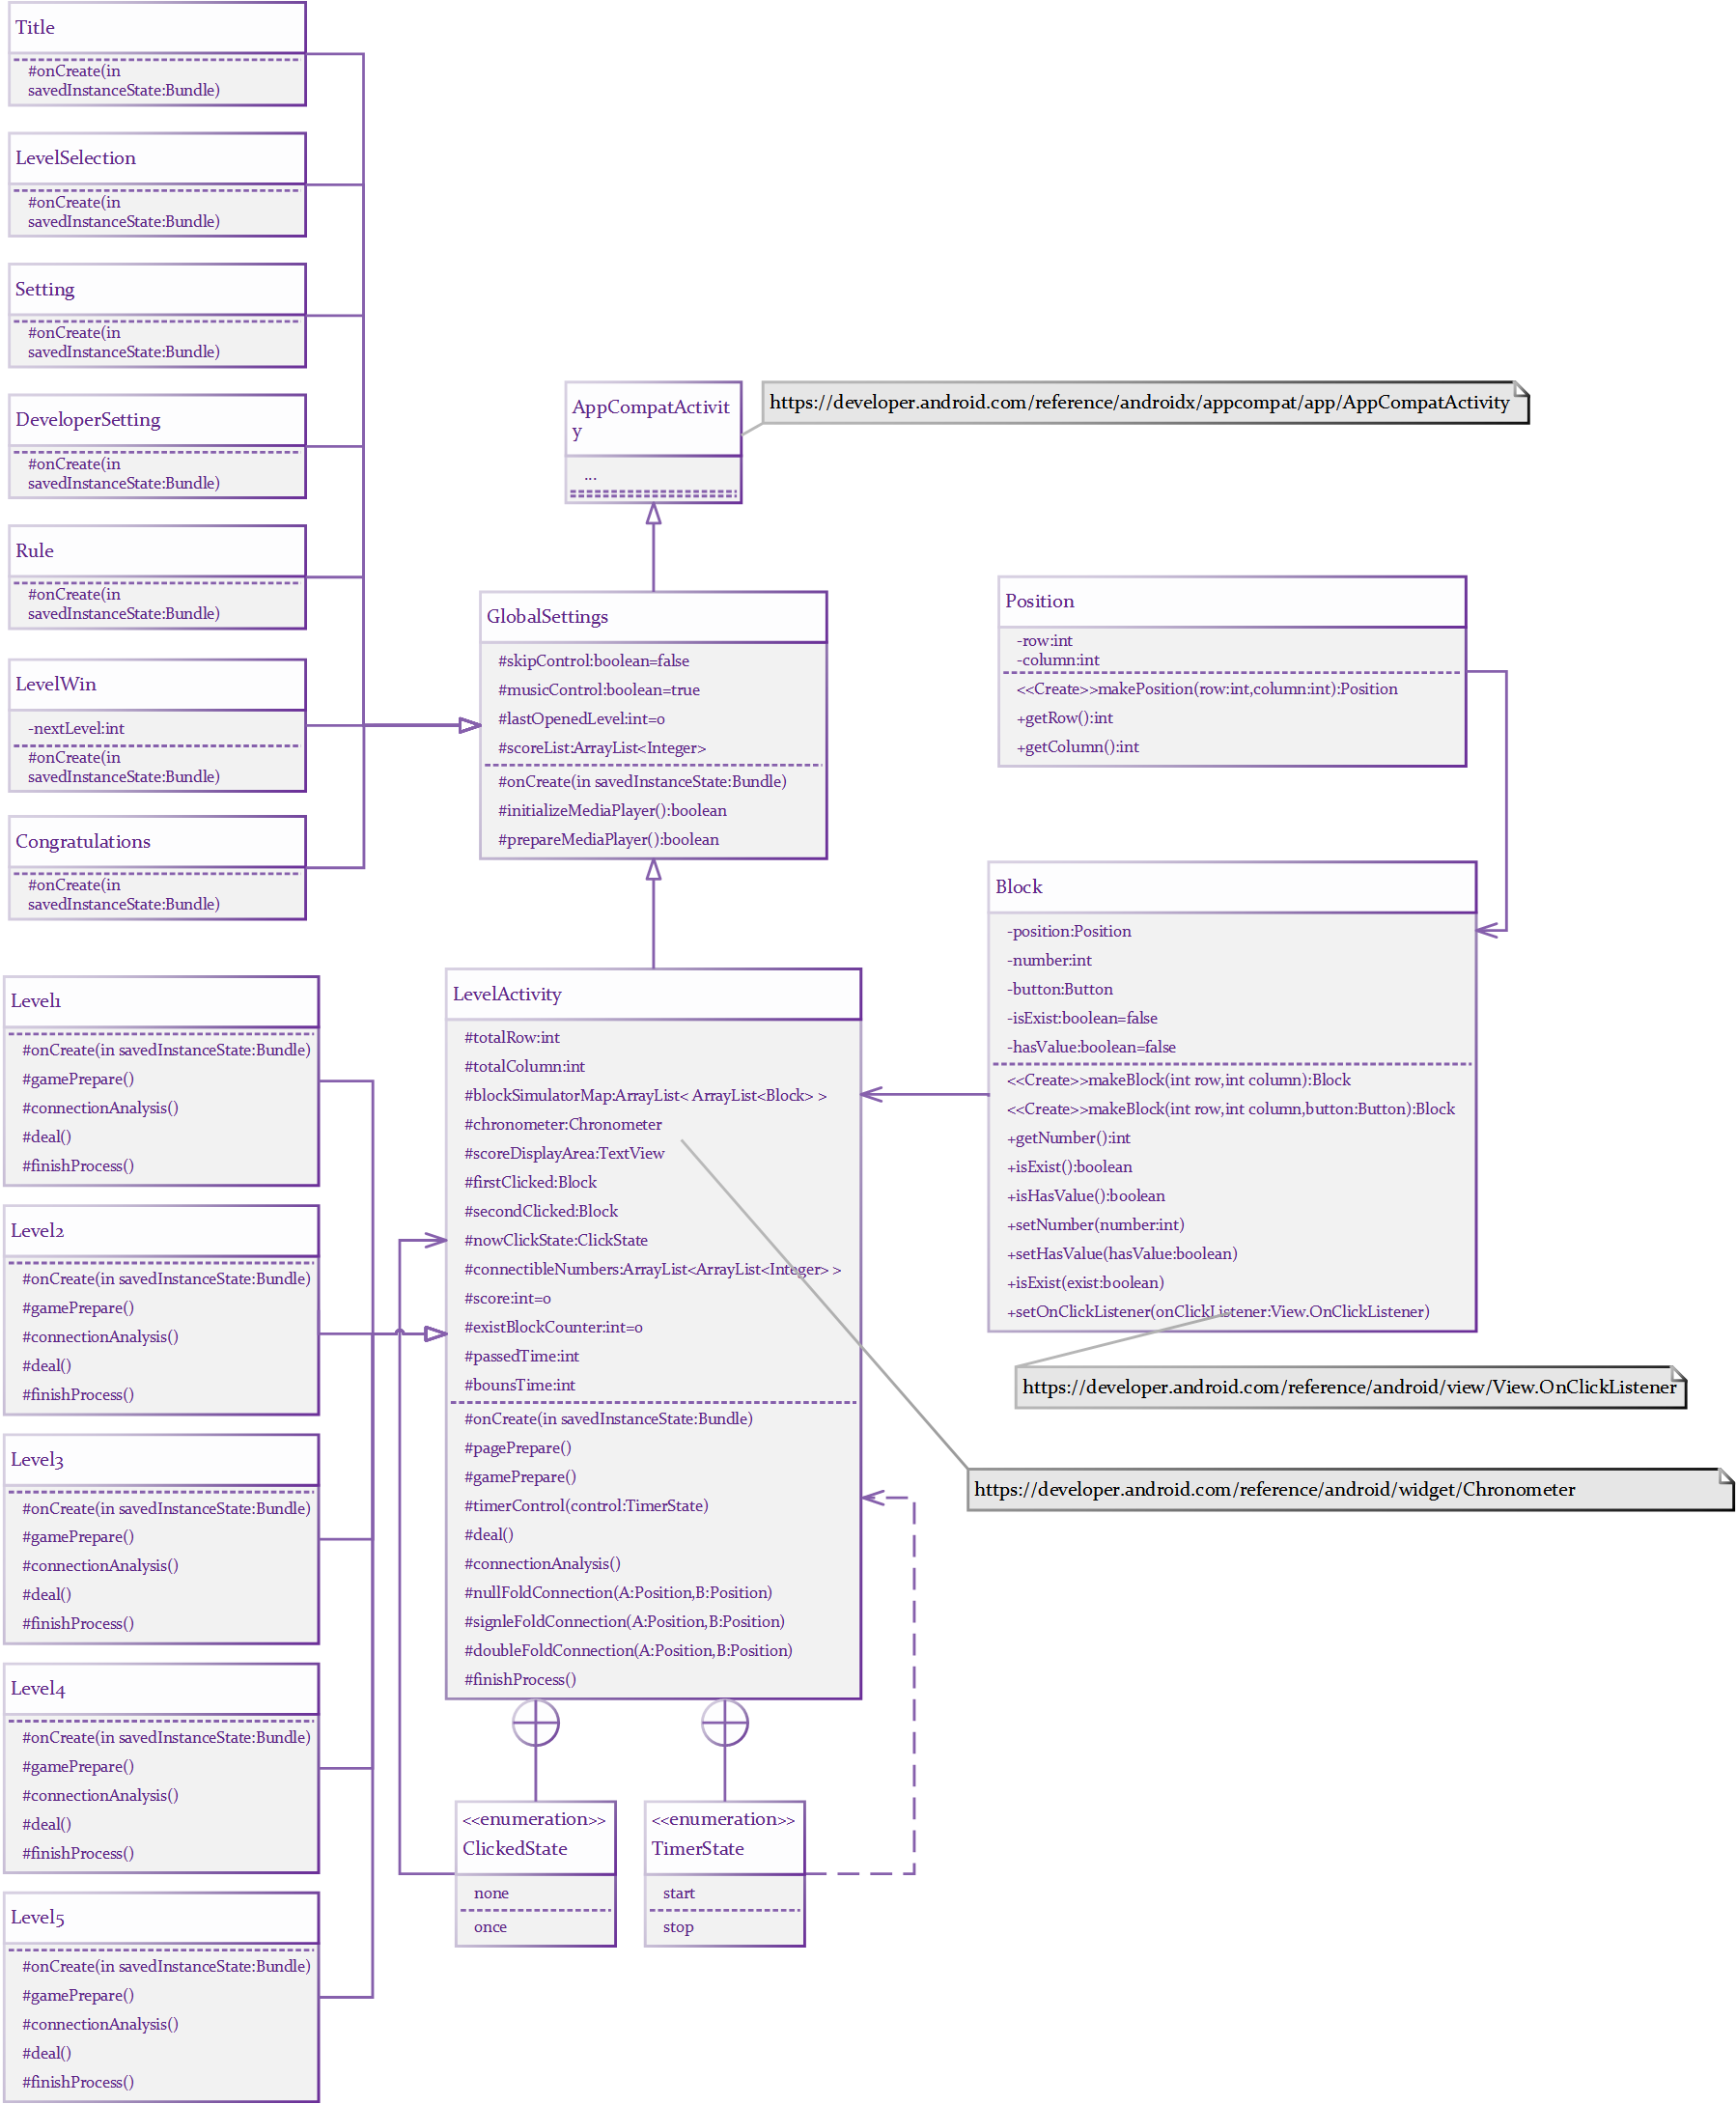 Title
#onCreate(in
savedInstanceState:Bundle)
LevelSelection
#onCreate(in
savedInstanceState:Bundle)
Setting
#onCreate(in
savedInstanceState:Bundle)
DeveloperSetting
#onCreate(in
savedInstanceState:Bundle)
Rule
#onCreate(in
savedInstanceState:Bundle)
LevelWin
-nextLevel:int
#onCreate(in
savedInstanceState:Bundle)
Congratulations
#onCreate(in
savedInstanceState:Bundle)
AppCompatActivit
y
...
https://developer.android.com/reference/androidx/appcompat/app/AppCompatActivity
GlobalSettings
#skipControl:boolean=false
#musicControl:boolean=true
#lastOpenedLevel:int=0
#scoreList:ArrayList<Integer>
#onCreate(in savedInstanceState:Bundle)
#initializeMediaPlayer():boolean
#prepareMediaPlayer():boolean
Position
-row:int
-column:int
<<Create>>makePosition(row:int,column:int):Position
+getRow():int
+getColumn():int
Block
-position:Position
-number:int
-button:Button
-isExist:boolean=false
-hasValue:boolean=false
<<Create>>makeBlock(int row,int column):Block
<<Create>>makeBlock(int row,int column,button:Button):Block
+getNumber():int
+isExist():boolean
+isHasValue():boolean
+setNumber(number:int)
+setHasValue(hasValue:boolean)
+isExist(exist:boolean)
+setOnClickListener(onClickListener:View.OnClickListener)
https://developer.android.com/reference/android/view/View.OnClickListener
https://developer.android.com/reference/android/widget/Chronometer
LevelActivity
#totalRow:int
#totalColumn:int
#blockSimulatorMap:ArrayList< ArrayList<Block> >
#chronometer:Chronometer
#scoreDisplayArea:TextView
#firstClicked:Block
#secondClicked:Block
#nowClickState:ClickState
#connectibleNumbers:ArrayList<ArrayList<Integer> >
#score:int=0
#existBlockCounter:int=0
#passedTime:int
#bounsTime:int
#onCreate(in savedInstanceState:Bundle)
#pagePrepare()
#gamePrepare()
#timerControl(control:TimerState)
#deal()
#connectionAnalysis()
#nullFoldConnection(A:Position,B:Position)
#signleFoldConnection(A:Position,B:Position)
#doubleFoldConnection(A:Position,B:Position)
#finishProcess()
Level1
#onCreate(in savedInstanceState:Bundle)
#gamePrepare()
#connectionAnalysis()
#deal()
#finishProcess()
Level2
#onCreate(in savedInstanceState:Bundle)
#gamePrepare()
#connectionAnalysis()
#deal()
#finishProcess()
Level3
#onCreate(in savedInstanceState:Bundle)
#gamePrepare()
#connectionAnalysis()
#deal()
#finishProcess()
Level4
#onCreate(in savedInstanceState:Bundle)
#gamePrepare()
#connectionAnalysis()
#deal()
#finishProcess()
Level5
#onCreate(in savedInstanceState:Bundle)
#gamePrepare()
#connectionAnalysis()
#deal()
#finishProcess()
<<enumeration>>
ClickedState
none
once
<<enumeration>>
TimerState
start
stop